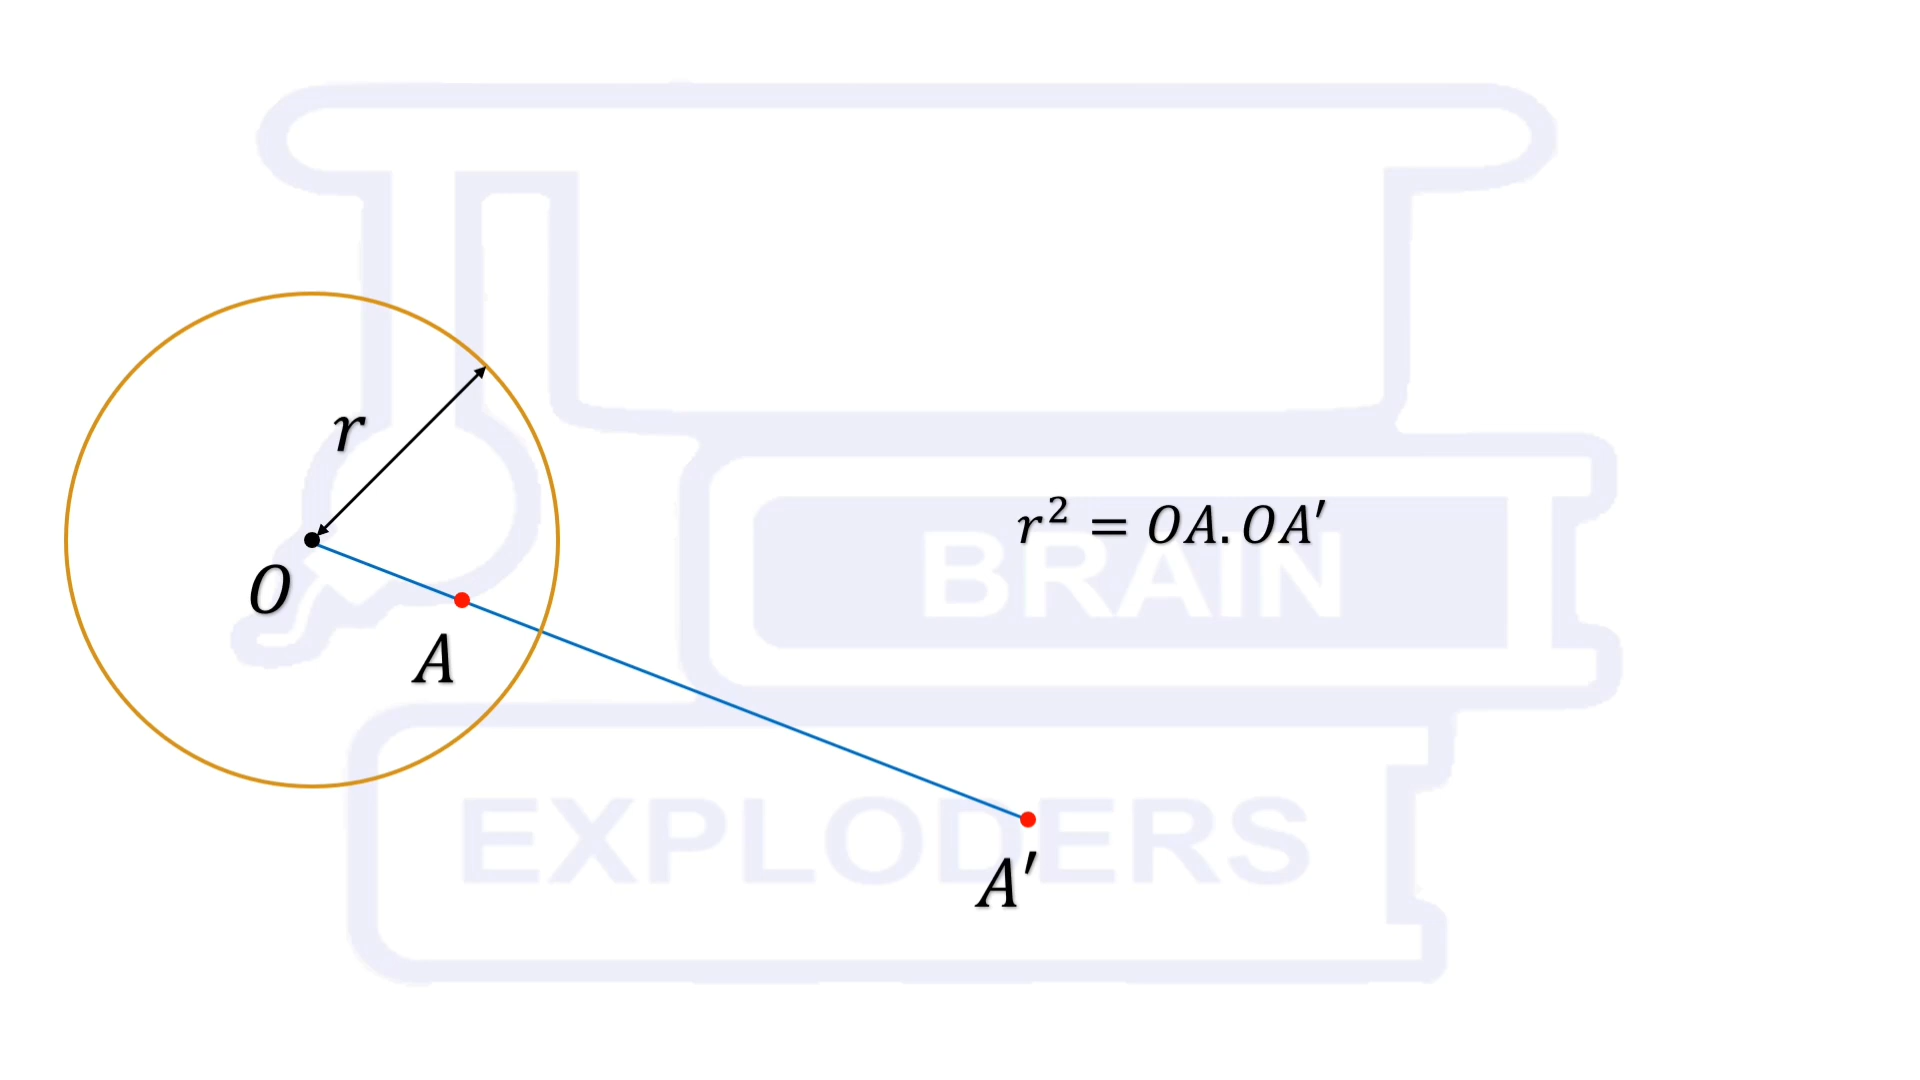 r
r² = OA.OA′
BRAIN
O
A
EXPLODERS
A′